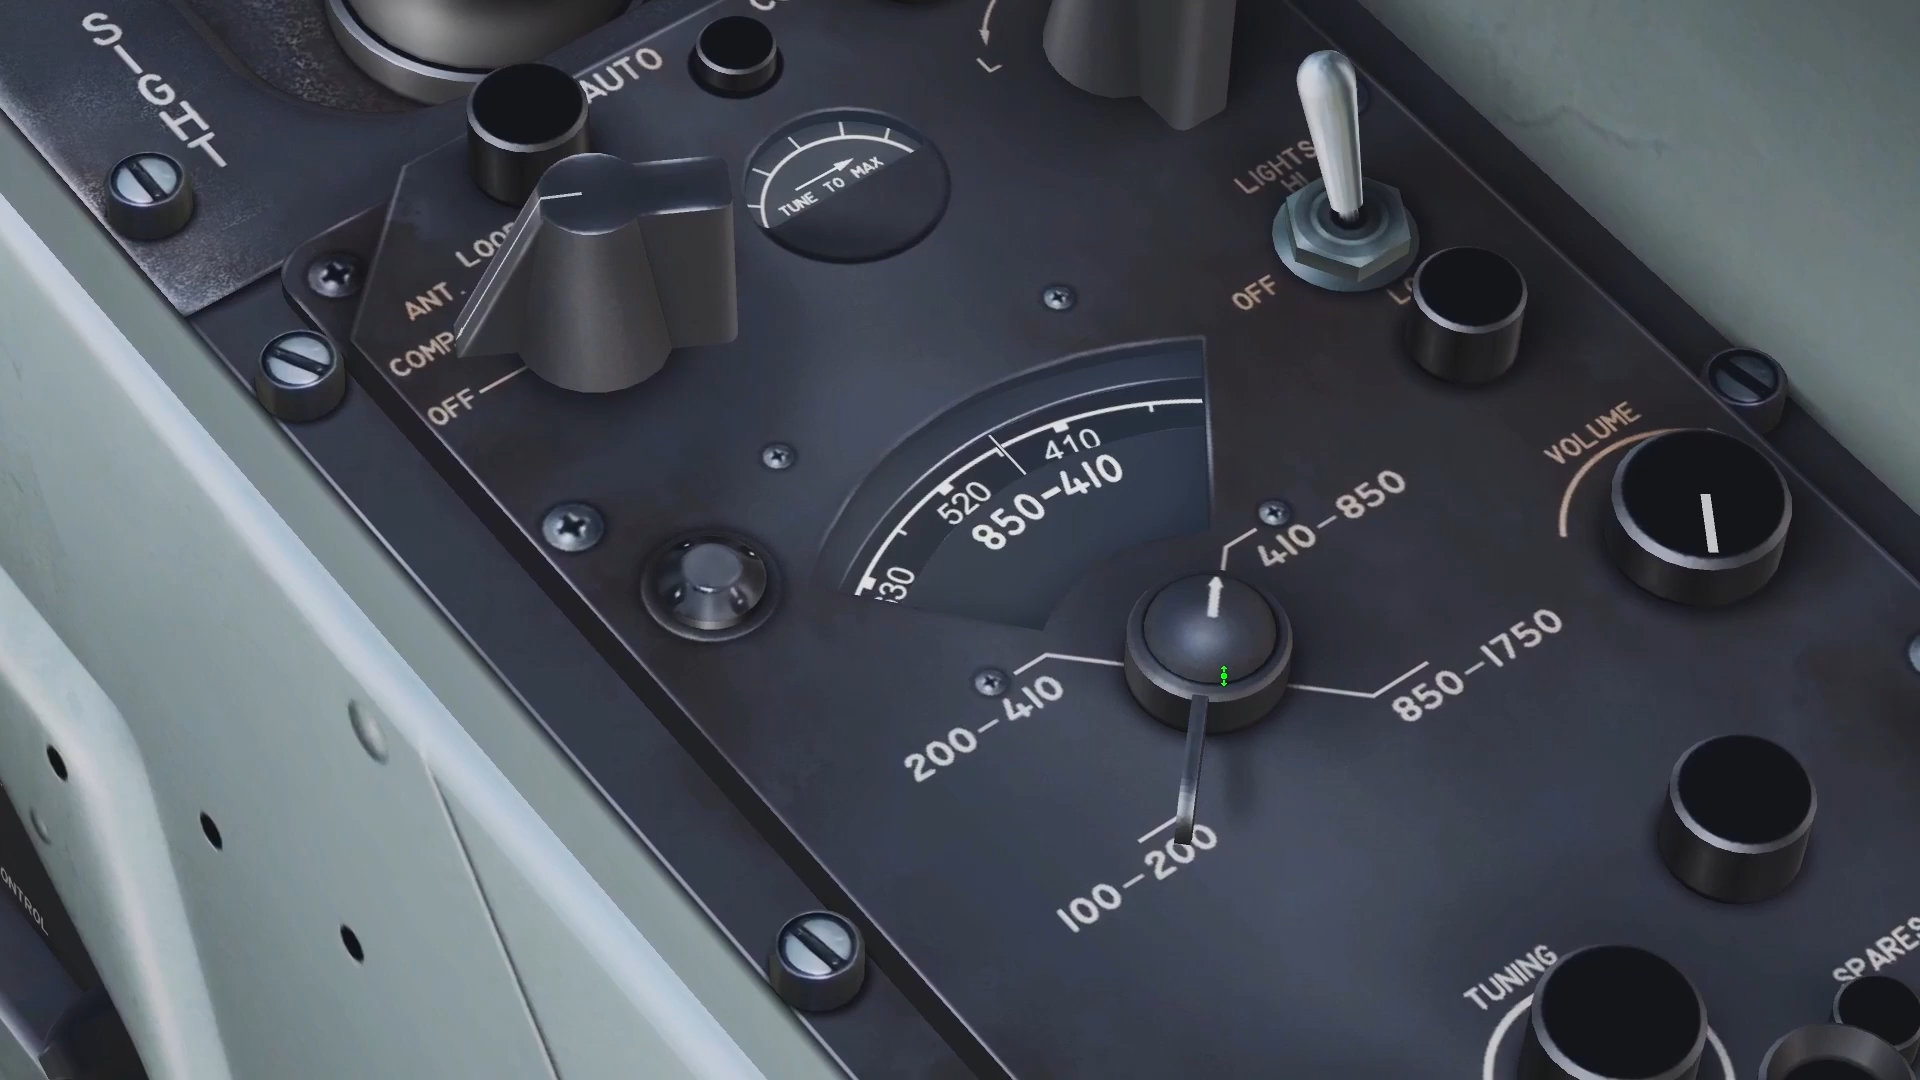 SIGHT
AUTO
L
TUNE TO MAX
LIGHTS
LOOP
ANT.
COMP.
OFF
OFF
VOLUME
410
520
850-410
410-850
850-1750
200-410
100-200
TUNING
SPARES